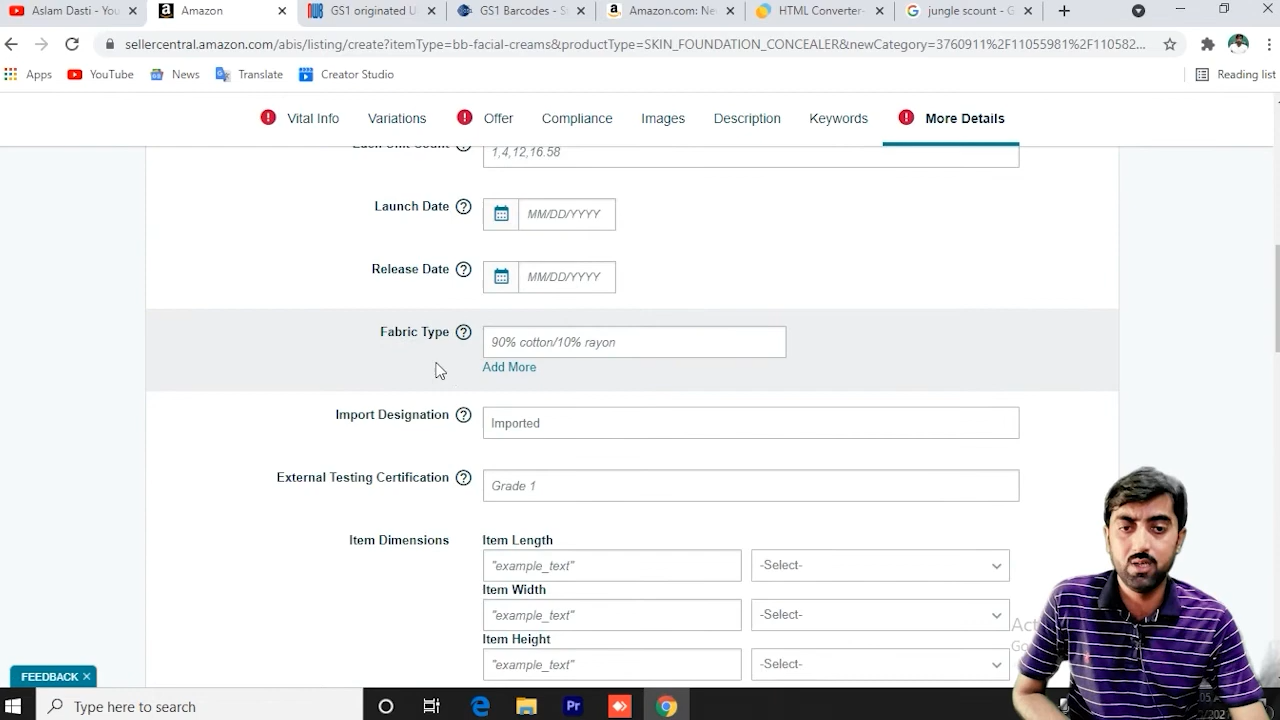 Aslam Dasti - You
Amazon
GS1 originated U
GS1 Barcodes - S
Amazon.com: Ne
HTML Converter
jungle scount - G
sellercentral.amazon.com/abis/listing/create?itemType=bb-facial-creams&productType=SKIN_FOUNDATION_CONCEALER&newCategory=3760911%2F11055981%2F110582...
Apps
YouTube
News
Translate
Creator Studio
Reading list
Vital Info
Variations
Offer
Compliance
Images
Description
Keywords
More Details
1,4,12,16.58
Launch Date
MM/DD/YYYY
Release Date
MM/DD/YYYY
Fabric Type
90% cotton/10% rayon
Add More
Import Designation
Imported
External Testing Certification
Grade 1
Item Dimensions
Item Length
"example_text"
-Select-
Item Width
"example_text"
-Select-
Item Height
"example_text"
-Select-
FEEDBACK
Type here to search